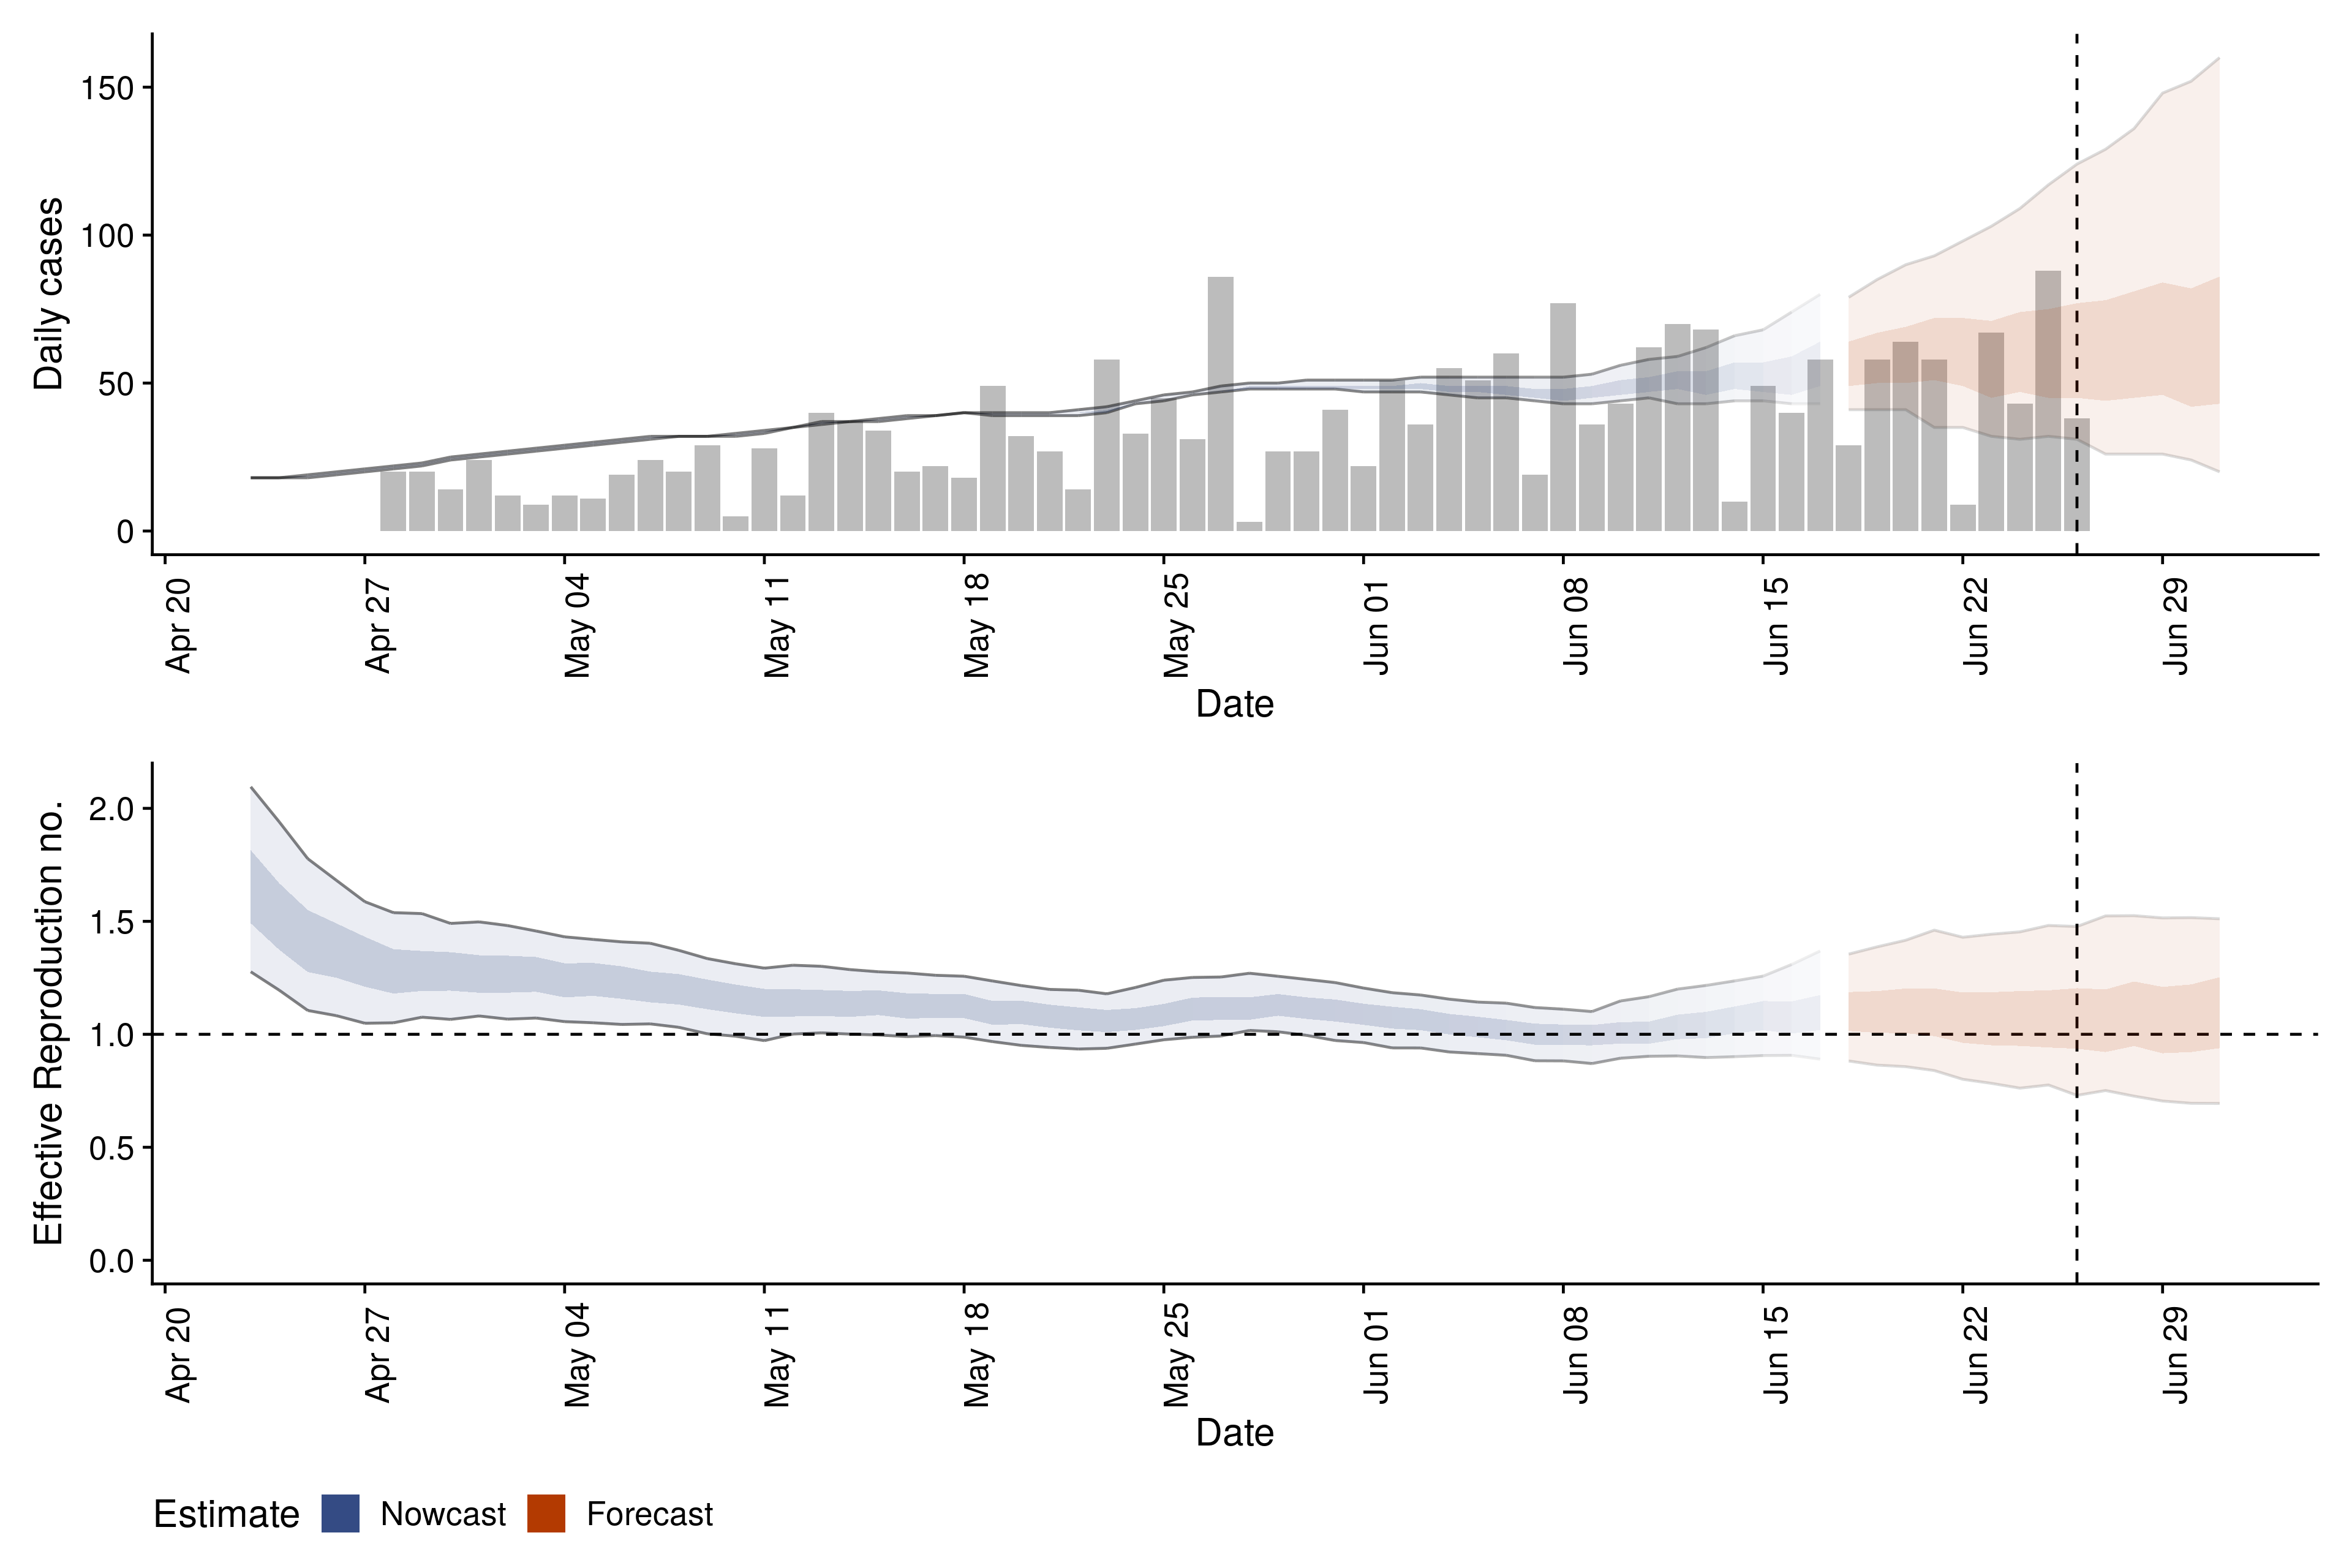 Daily cases
150
100
50
0
Apr 20
Apr 27
May 04
May 11
May 18
May 25
Jun 01
Jun 08
Jun 15
Jun 22
Jun 29
Date
Effective Reproduction no.
2.0
1.5
1.0
0.5
0.0
Apr 20
Apr 27
May 04
May 11
May 18
May 25
Jun 01
Jun 08
Jun 15
Jun 22
Jun 29
Date
Estimate Nowcast Forecast